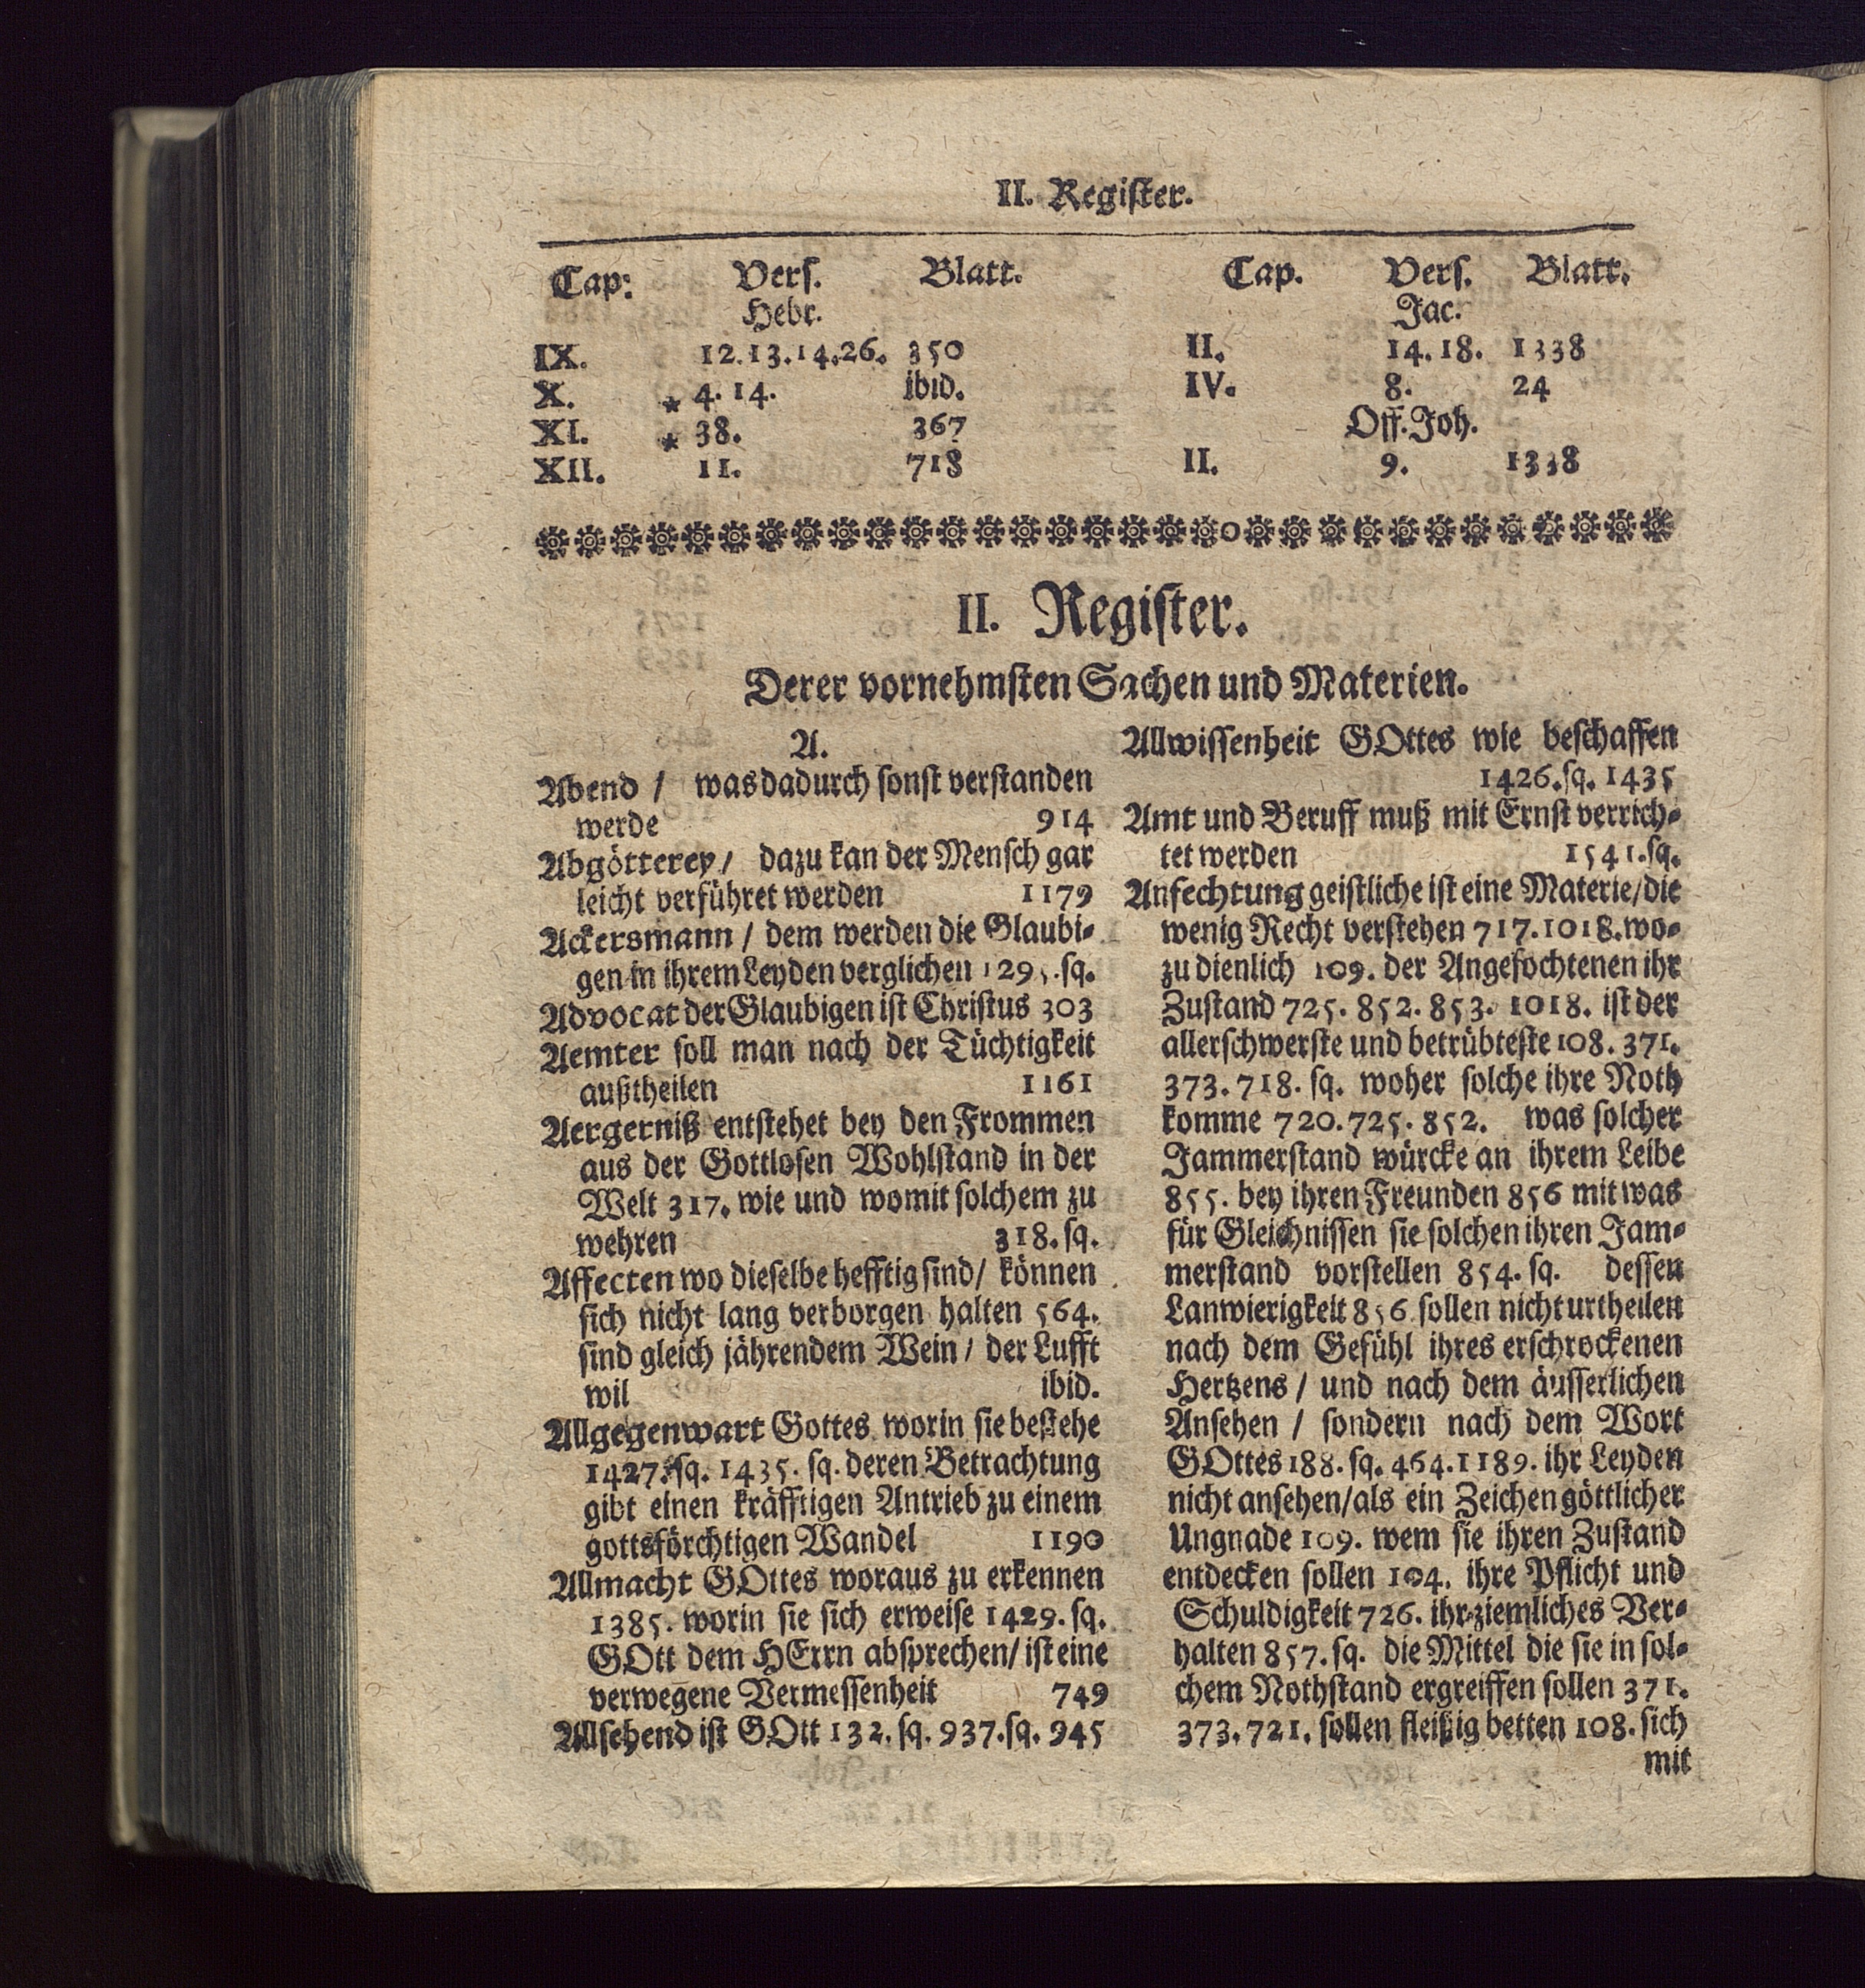 II. Register.
Cap: Vers. Blatt.
Hebr.
IX. 12.13.14.26. 350
X. * 4. 14. ibid.
XI. * 38. 367
XII. 11. 718
Cap. Vers. Blatt.
Jac.
II. 14. 18. 1338
IV. 8. 24
Off. Joh.
II. 9. 1338
II. Register.
Derer vornehmsten Sachen und Materien.
A.
Abend / was dadurch sonst verstanden
werde 914
Abgötterey / dazu kan der Mensch gar
leicht verführet werden 1179
Ackersmann / dem werden die Glaubi-
gen in ihrem Leyden verglichen 1295. sq.
Advocat der Glaubigen ist Christus 303
Aemter soll man nach der Tüchtigkeit
außtheilen 1161
Aergerniß entstehet bey den Frommen
aus der Gottlosen Wohlstand in der
Welt 317. wie und womit solchem zu
wehren 318. sq.
Affecten wo dieselbe hefftig sind / können
sich nicht lang verborgen halten 564.
sind gleich jährendem Wein / der Lufft
wil ibid.
Allgegenwart Gottes worin sie bestehe
1427. sq. 1435. sq. deren Betrachtung
gibt einen kräfftigen Antrieb zu einem
gottsförchtigen Wandel 1190
Allmacht GOttes woraus zu erkennen
1385. worin sie sich erweise 1429. sq.
GOtt dem HErrn absprechen / ist eine
verwegene Vermessenheit 749
Allsehend ist GOtt 132. sq. 937. sq. 945
Allwissenheit GOttes wie beschaffen
1426. sq. 1435
Amt und Beruff muß mit Ernst verrich-
tet werden 1541. sq.
Anfechtung geistliche ist eine Materie / die
wenig Recht verstehen 717. 1018. wo-
zu dienlich 109. der Angefochtenen ihr
Zustand 725. 852. 853. 1018. ist der
allerschwerste und betrübteste 108. 371.
373. 718. sq. woher solche ihre Noth
komme 720. 725. 852. was solcher
Jammerstand würcke an ihrem Leibe
855. bey ihren Freunden 856 mit was
für Gleichnissen sie solchen ihren Jam-
merstand vorstellen 854. sq. dessen
Lanwierigkeit 856 sollen nicht urtheilen
nach dem Gefühl ihres erschrockenen
Hertzens / und nach dem äusserlichen
Ansehen / sondern nach dem Wort
GOttes 188. sq. 464. 1189. ihr Leyden
nicht ansehen / als ein Zeichen göttlicher
Ungnade 109. wem sie ihren Zustand
entdecken sollen 104. ihre Pflicht und
Schuldigkeit 726. ihr ziemliches Ver-
halten 857. sq. die Mittel die sie in sol-
chem Nothstand ergreiffen sollen 371.
373. 721. sollen fleißig betten 108. sich
mit